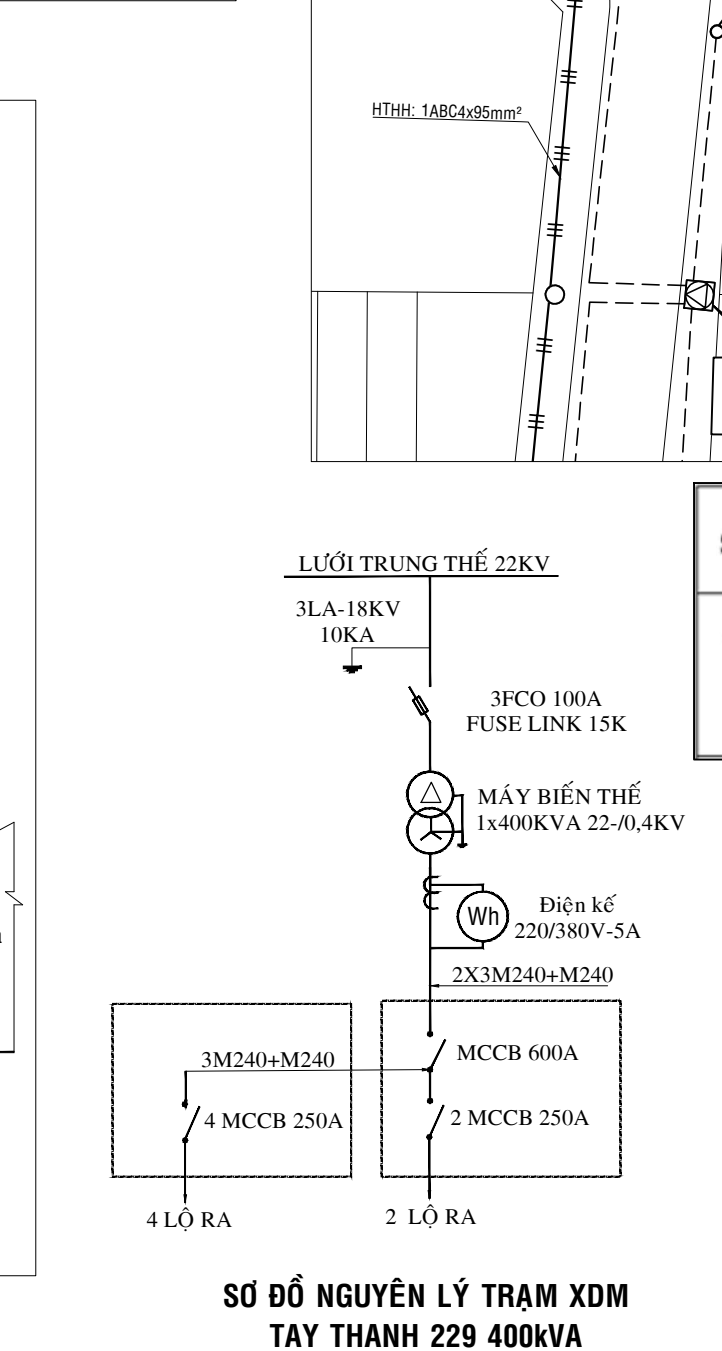 HTHH: 1ABC4x95mm²
LƯỚI TRUNG THẾ 22KV
3LA-18KV
10KA
3FCO 100A
FUSE LINK 15K
MÁY BIẾN THẾ
1x400KVA 22-/0,4KV
Wh
Điện kế
220/380V-5A
2X3M240+M240
3M240+M240
MCCB 600A
4 MCCB 250A
2 MCCB 250A
4 LỘ RA
2 LỘ RA
SƠ ĐỒ NGUYÊN LÝ TRẠM XDM
TAY THANH 229 400kVA